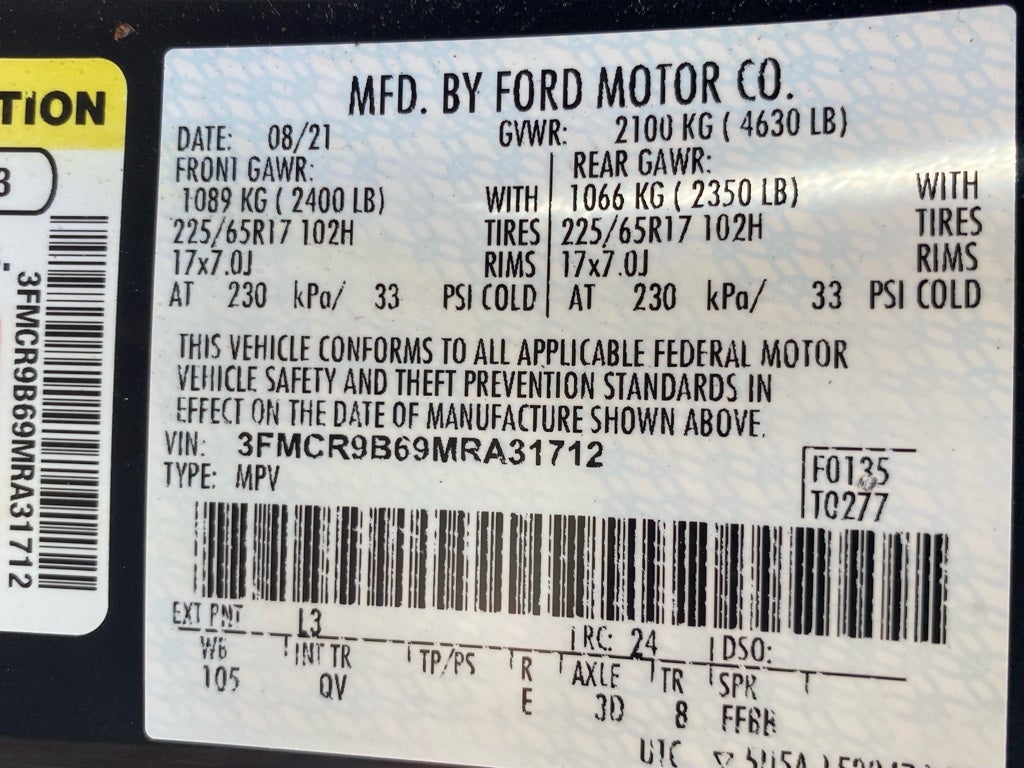 TION
3
3FMCR9B69MRA31712
MFD. BY FORD MOTOR CO.
DATE: 08/21 GVWR: 2100 KG ( 4630 LB)
FRONT GAWR: REAR GAWR:
1089 KG ( 2400 LB) WITH 1066 KG ( 2350 LB) WITH
225/65R17 102H TIRES 225/65R17 102H TIRES
17x7.0J RIMS 17x7.0J RIMS
AT 230 kPa/ 33 PSI COLD AT 230 kPa/ 33 PSI COLD
THIS VEHICLE CONFORMS TO ALL APPLICABLE FEDERAL MOTOR
VEHICLE SAFETY AND THEFT PREVENTION STANDARDS IN
EFFECT ON THE DATE OF MANUFACTURE SHOWN ABOVE.
VIN: 3FMCR9B69MRA31712
TYPE: MPV
F0135
T0277
EXT PNT L3 RC: 24 DSO:
WB INT TR TP/PS R AXLE TR SPR T
105 QV E 3D 8 FFBB
UTC